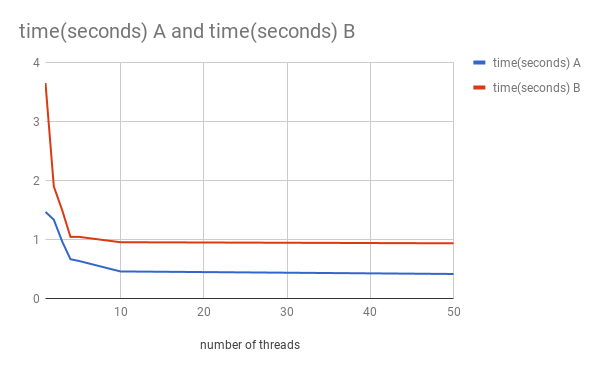 time(seconds) A and time(seconds) B
time(seconds) A
time(seconds) B
4
3
2
1
0
10
20
30
40
50
number of threads